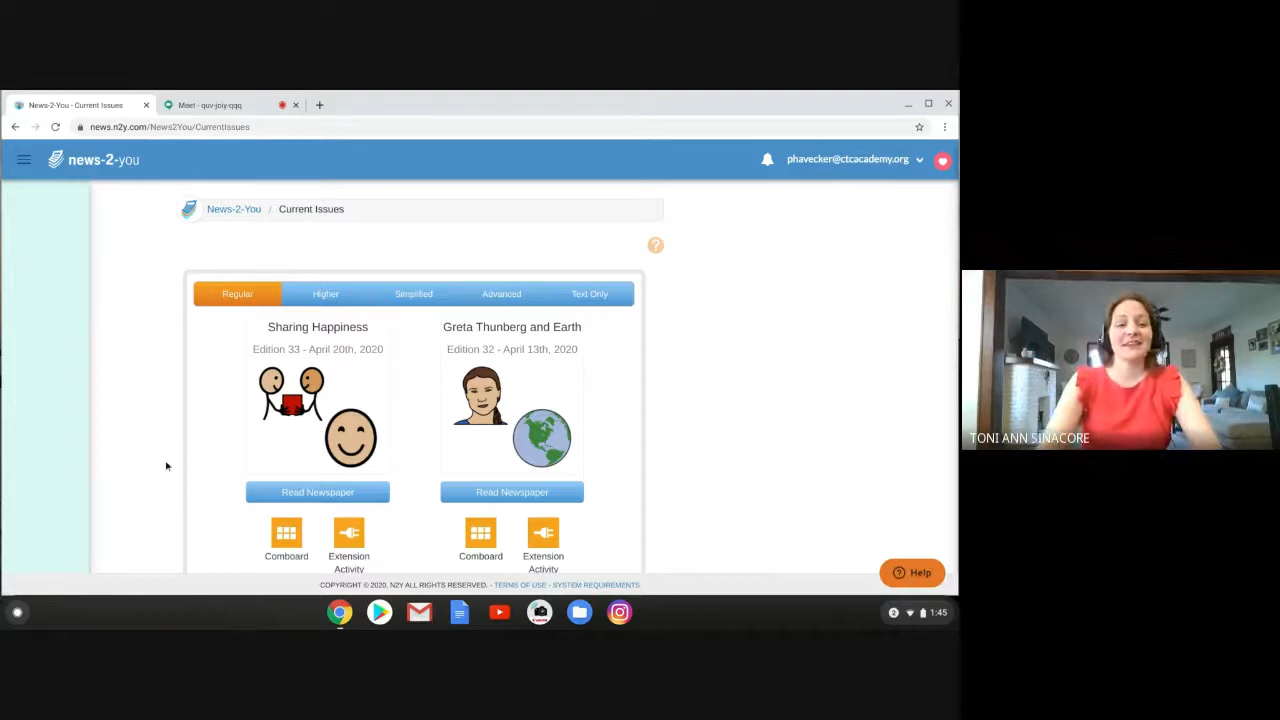 News-2-You - Current Issues
Meet - quv-joiy-qqq
news.n2y.com/News2You/CurrentIssues
news-2-you
phavecker@ctcacademy.org
News-2-You / Current Issues
?
Regular Higher Simplified Advanced Text Only
Sharing Happiness
Edition 33 - April 20th, 2020
Read Newspaper
Comboard
Extension
Activity
Greta Thunberg and Earth
Edition 32 - April 13th, 2020
Read Newspaper
Comboard
Extension
Activity
? Help
COPYRIGHT © 2020, N2Y ALL RIGHTS RESERVED. - TERMS OF USE - SYSTEM REQUIREMENTS
2 1:45
TONI ANN SINACORE